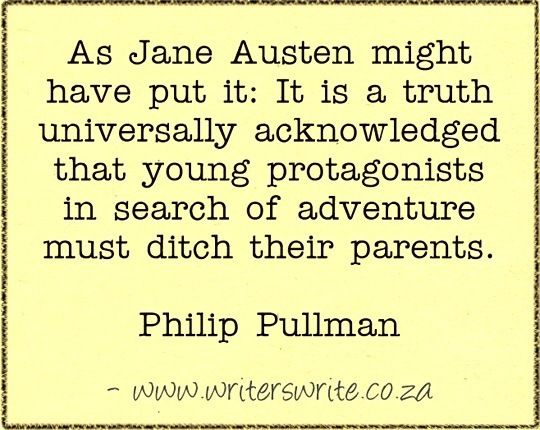 As Jane Austen might
have put it: It is a truth
universally acknowledged
that young protagonists
in search of adventure
must ditch their parents.
Philip Pullman
- www.writerswrite.co.za